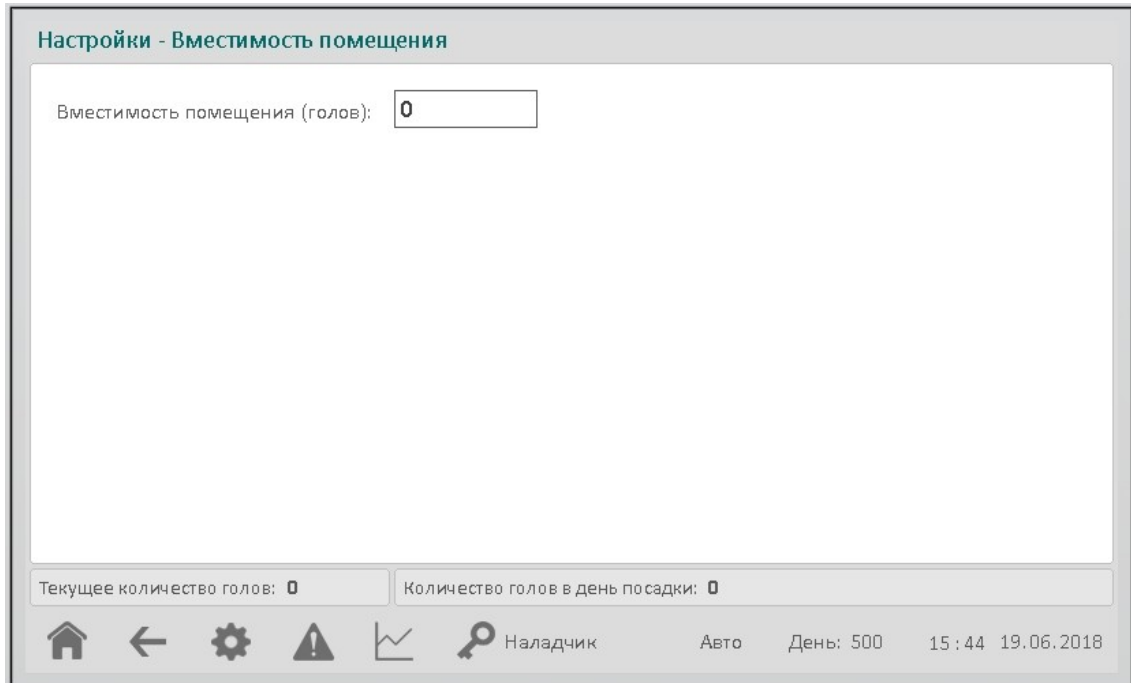 Настройки - Вместимость помещения
Вместимость помещения (голов): 0
Текущее количество голов: 0 Количество голов в день посадки: 0
Наладчик Авто День: 500 15:44 19.06.2018